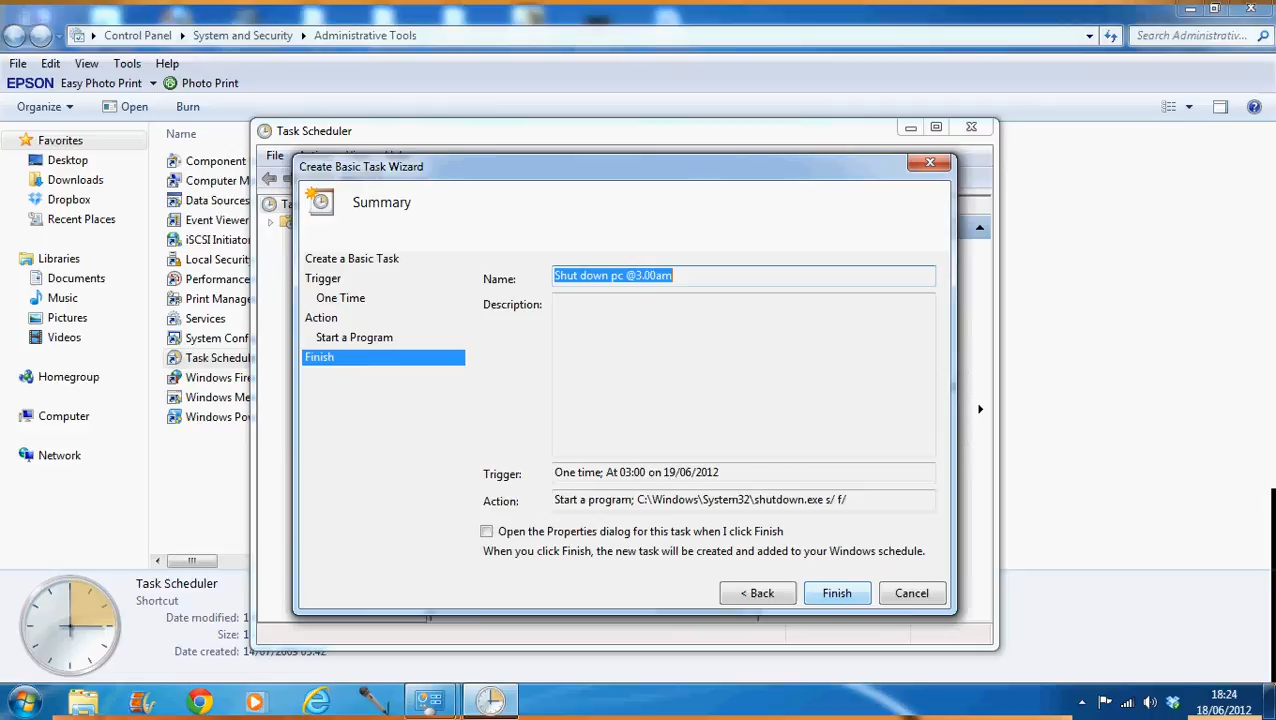 Control Panel System and Security Administrative Tools Search Administrativ...
File Edit View Tools Help
EPSON Easy Photo Print Photo Print
Organize Open Burn
Favorites
Desktop
Downloads
Dropbox
Recent Places
Libraries
Documents
Music
Pictures
Videos
Homegroup
Computer
Network
Name
Component
Computer M
Data Sources
Event Viewer
iSCSI Initiato
Local Securit
Performance
Print Manage
Services
System Conf
Task Schedul
Windows Fire
Windows Me
Windows Pow
Task Scheduler
File
Create Basic Task Wizard
Summary
Create a Basic Task
Trigger
One Time
Action
Start a Program
Finish
Name: Shut down pc @3.00am
Description:
Trigger: One time; At 03:00 on 19/06/2012
Action: Start a program; C:\Windows\System32\shutdown.exe s/ f/
Open the Properties dialog for this task when I click Finish
When you click Finish, the new task will be created and added to your Windows schedule.
< Back Finish Cancel
Task Scheduler
Shortcut
Date modified: 1
Size: 1
Date created:
18:24
18/06/2012